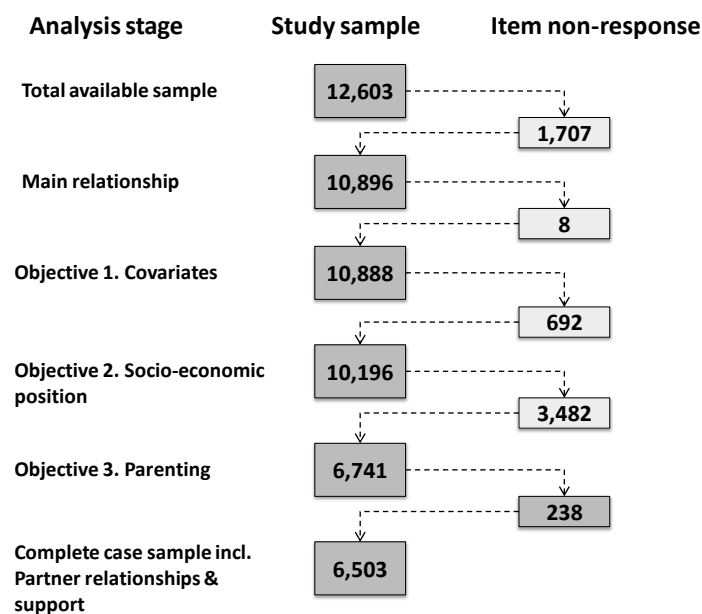 Analysis stage Study sample Item non-response
Total available sample 12,603
1,707
Main relationship 10,896
8
Objective 1. Covariates 10,888
692
Objective 2. Socio-economic
position
10,196
3,482
Objective 3. Parenting 6,741
238
Complete case sample incl.
Partner relationships &
support
6,503